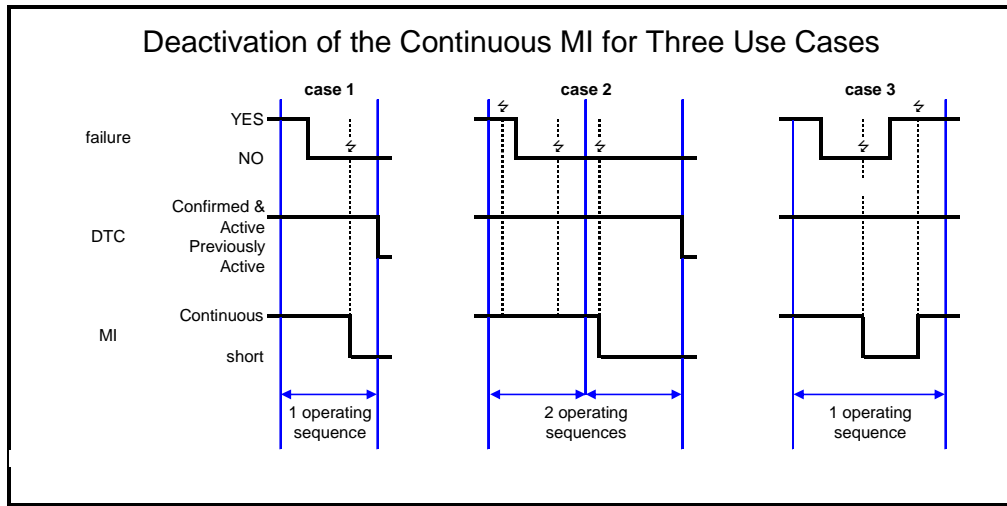 Deactivation of the Continuous MI for Three Use Cases
case 1
case 2
case 3
failure
YES
NO
DTC
Confirmed &
Active
Previously
Active
MI
Continuous
short
1 operating
sequence
2 operating
sequences
1 operating
sequence